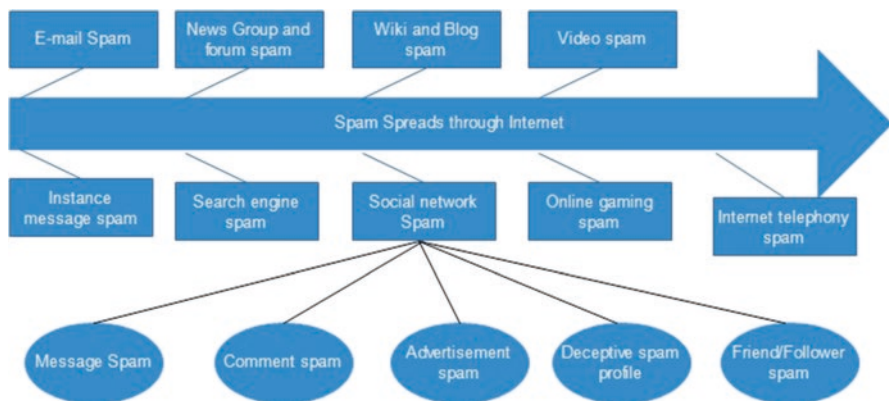 E-mail Spam
News Group and
forum spam
Wiki and Blog
spam
Video spam
Spam Spreads through Internet
Instance
message spam
Search engine
spam
Social network
Spam
Online gaming
spam
Internet telephony
spam
Message Spam
Comment spam
Advertisement
spam
Deceptive spam
profile
Friend/Follower
spam